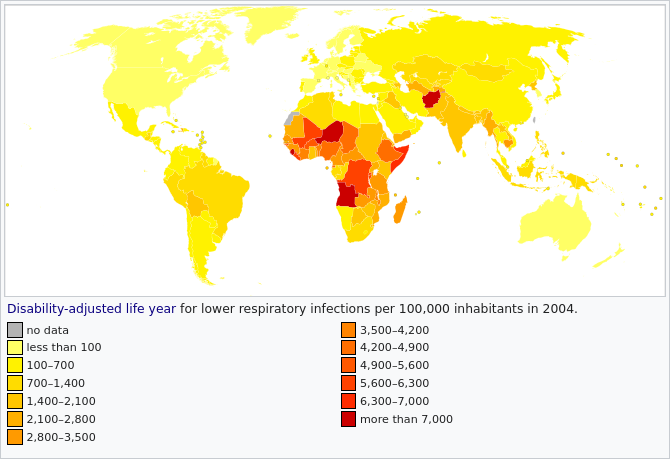 Disability-adjusted life year for lower respiratory infections per 100,000 inhabitants in 2004.
no data
less than 100
100–700
700–1,400
1,400–2,100
2,100–2,800
2,800–3,500
3,500–4,200
4,200–4,900
4,900–5,600
5,600–6,300
6,300–7,000
more than 7,000